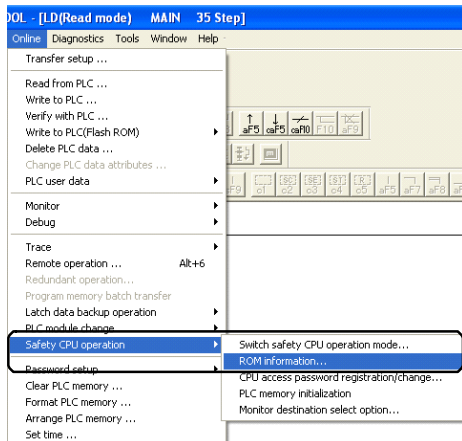 OOL - [LD(Read mode) MAIN 35 Step]
Online Diagnostics Tools Window Help
Transfer setup ...
Read from PLC ...
Write to PLC ...
Verify with PLC ...
Write to PLC(Flash ROM)
Delete PLC data ...
Change PLC data attributes ...
PLC user data
Monitor
Debug
Trace
Remote operation ... Alt+6
Redundant operation...
Program memory batch transfer
Latch data backup operation
PLC module change
Safety CPU operation
Password setup
Clear PLC memory ...
Format PLC memory ...
Arrange PLC memory ...
Set time ...
aF5 caF5 caF10 F10 aF9
F9 c1 c2 c3 c4 c5 aF5 aF7 aF8
SC SE ST R
Switch safety CPU operation mode...
ROM information...
CPU access password registration/change...
PLC memory initialization
Monitor destination select option...